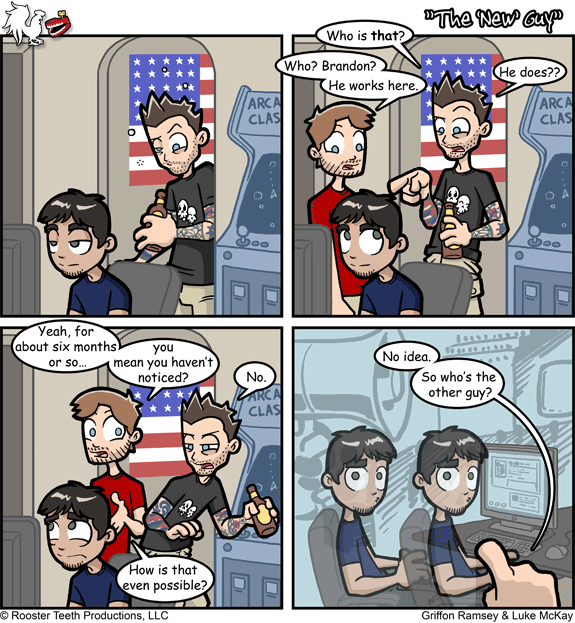 "The 'New' Guy"
ARCA
CLAS
Who is that?
Who? Brandon?
He works here.
He does??
ARCA
CLAS
Yeah, for
about six months
or so...
you
mean you haven't
noticed?
No.
ARCA
CLAS
How is that
even possible?
No idea.
So who's the
other guy?
© Rooster Teeth Productions, LLC
Griffon Ramsey & Luke McKay